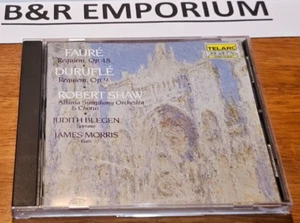 B&R EMPORIUM
TELARC
FAURÉ
Requiem, Op. 48
DURUFLÉ
Requiem, Op. 9
ROBERT SHAW
Atlanta Symphony Orchestra
& Chorus
JUDITH BLEGEN
Soprano
JAMES MORRIS
Bass